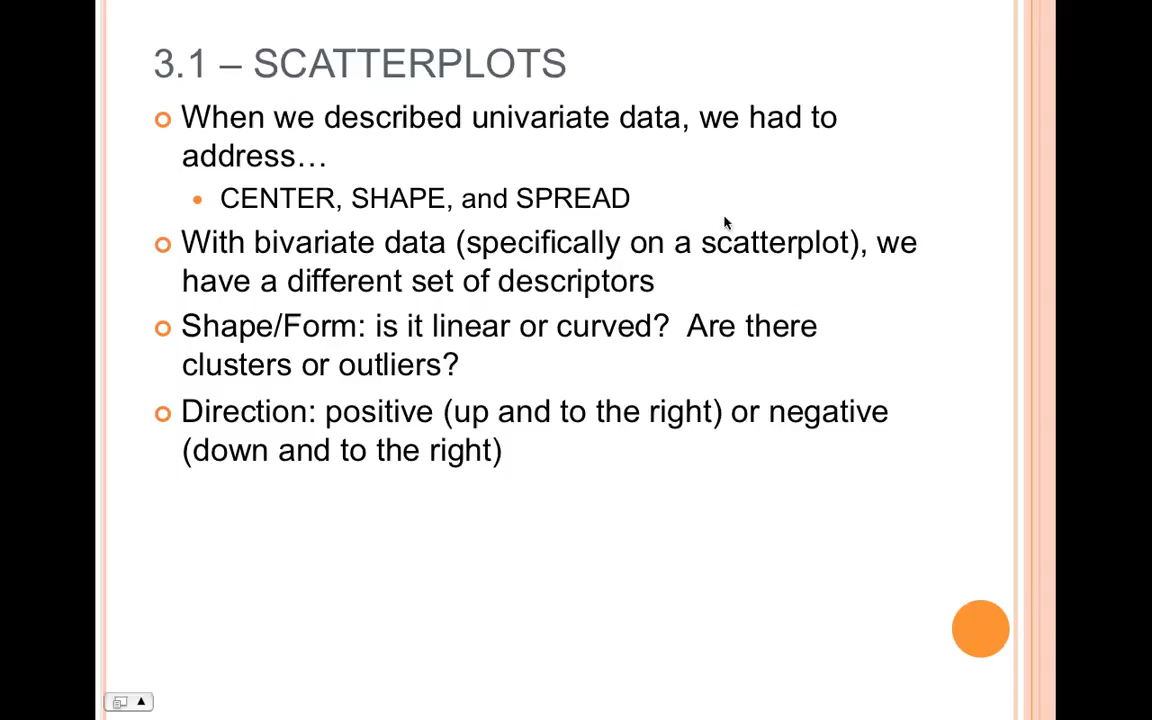 3.1 – SCATTERPLOTS
When we described univariate data, we had to
address…
CENTER, SHAPE, and SPREAD
With bivariate data (specifically on a scatterplot), we
have a different set of descriptors
Shape/Form: is it linear or curved?  Are there
clusters or outliers?
Direction: positive (up and to the right) or negative
(down and to the right)